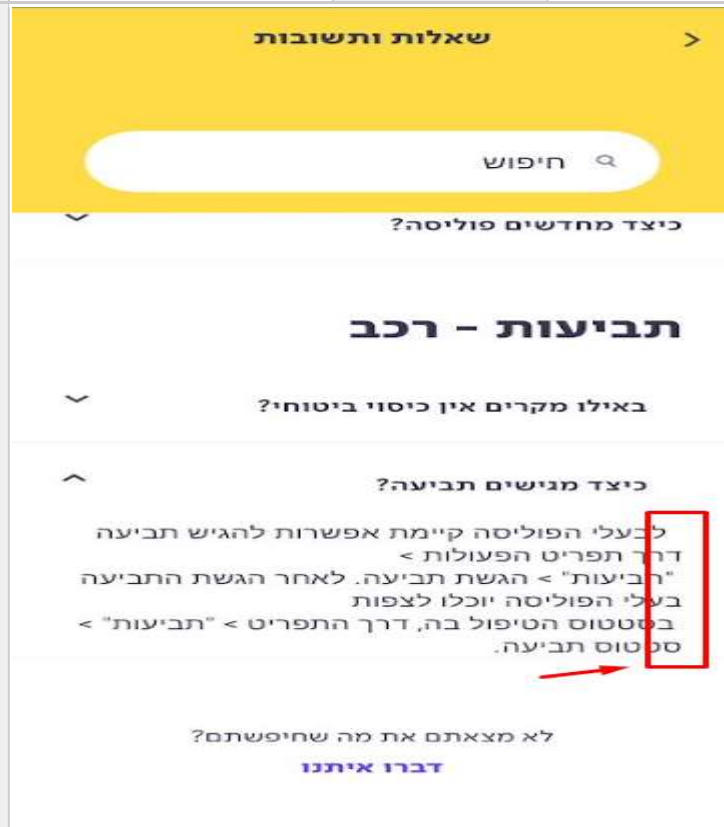 שאלות ותשובות
חיפוש
כיצד מחדשים פוליסה?
תביעות – רכב
באילו מקרים אין כיסוי ביטוחי?
כיצד מגישים תביעה?
לבעלי הפוליסה קיימת אפשרות להגיש תביעה
דרך תפריט הפעולות >
"תביעות" > הגשת תביעה. לאחר הגשת התביעה
בעלי הפוליסה יוכלו לצפות
בסטטוס הטיפול בה, דרך התפריט > "תביעות" >
סטטוס תביעה.
לא מצאתם את מה שחיפשתם?
דברו איתנו